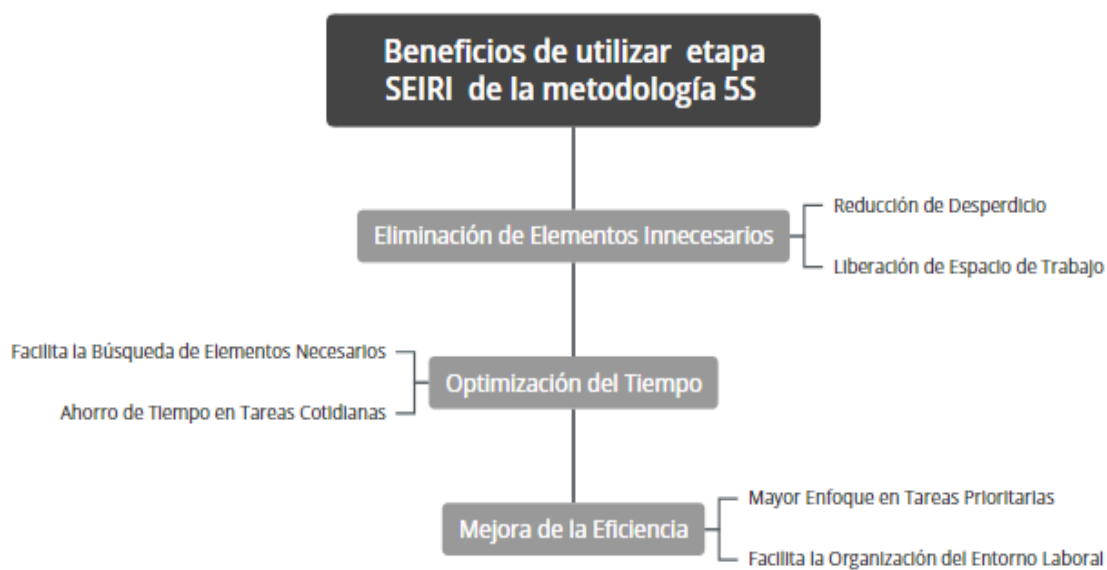 Beneficios de utilizar etapa
SEIRI de la metodología 5S
Eliminación de Elementos Innecesarios
Reducción de Desperdicio
Liberación de Espacio de Trabajo
Optimización del Tiempo
Facilita la Búsqueda de Elementos Necesarios
Ahorro de Tiempo en Tareas Cotidianas
Mejora de la Eficiencia
Mayor Enfoque en Tareas Prioritarias
Facilita la Organización del Entorno Laboral